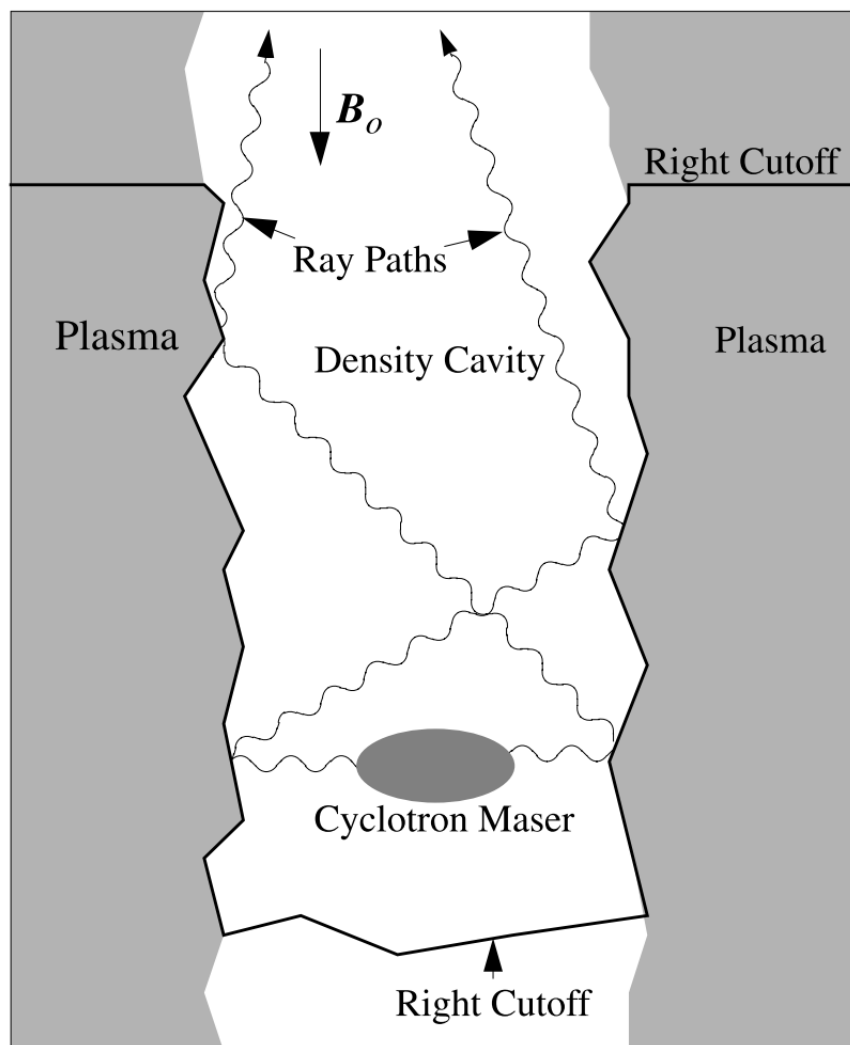 B_o
Right Cutoff
Ray Paths
Plasma
Density Cavity
Plasma
Cyclotron Maser
Right Cutoff